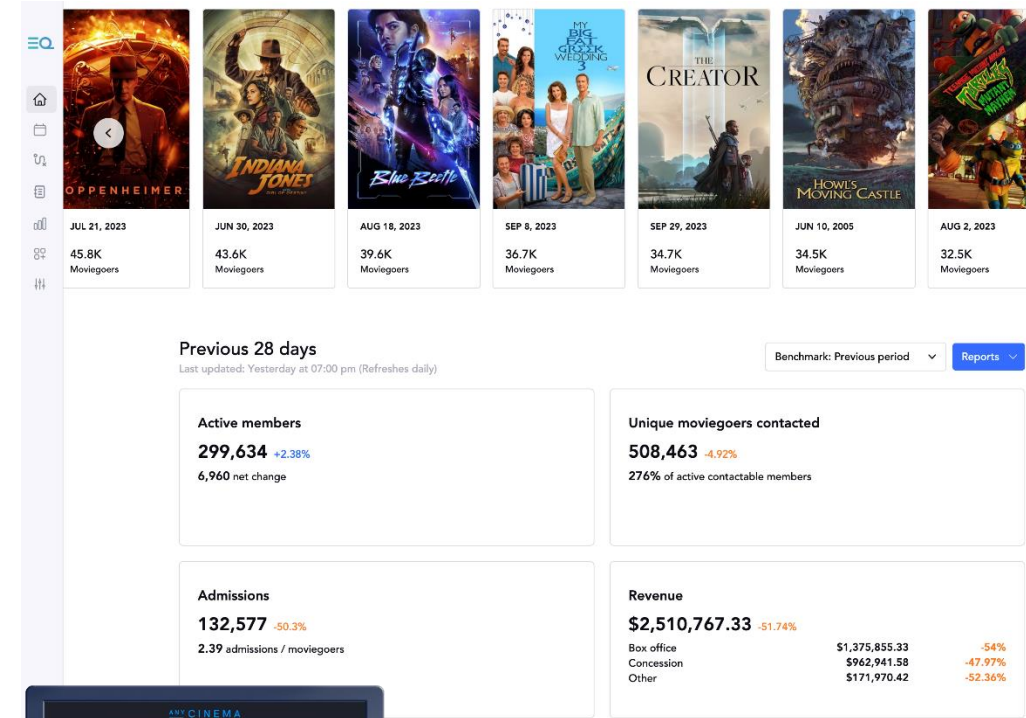 EQ
OPPENHEIMER
INDIANA
JONES
Blue Beetle
MY
BIG
FAT
GREEK
WEDDING
3
THE
CREATOR
HOWL'S
MOVING CASTLE
MUTANT
MAYHEM
JUL 21, 2023
45.8K
Moviegoers
JUN 30, 2023
43.6K
Moviegoers
AUG 18, 2023
39.6K
Moviegoers
SEP 8, 2023
36.7K
Moviegoers
SEP 29, 2023
34.7K
Moviegoers
JUN 10, 2005
34.5K
Moviegoers
AUG 2, 2023
32.5K
Moviegoers
Previous 28 days
Last updated: Yesterday at 07:00 pm (Refreshes daily)
Benchmark: Previous period
Reports
Active members
299,634 +2.38%
6,960 net change
Unique moviegoers contacted
508,463 -4.92%
276% of active contactable members
Admissions
132,577 -50.3%
2.39 admissions / moviegoers
Revenue
$2,510,767.33 -51.74%
Box office $1,375,855.33 -54%
Concession $962,941.58 -47.97%
Other $171,970.42 -52.36%
ANY CINEMA